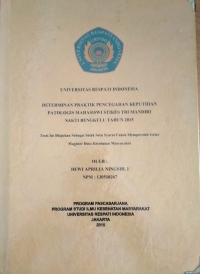 UNIVERSITAS RESPATI INDONESIA
DETERMINAN PRAKTIK PENCEGAHAN KEPUTIHAN
PATOLOGIS MAHASISWI STIKES TRI MANDIRI
SAKTI BENGKULU TAHUN 2015
Tesis Ini Diajukan Sebagai Salah Satu Syarat Untuk Memperoleh Gelar
Magister Ilmu Kesehatan Masyarakat
OLEH :
DEWI APRILIA NINGSIH, I
NPM :
PROGRAM PASCASARJANA
PROGRAM STUDI ILMU KESEHATAN MASYARAKAT
UNIVERSITAS RESPATI INDONESIA
JAKARTA
2015